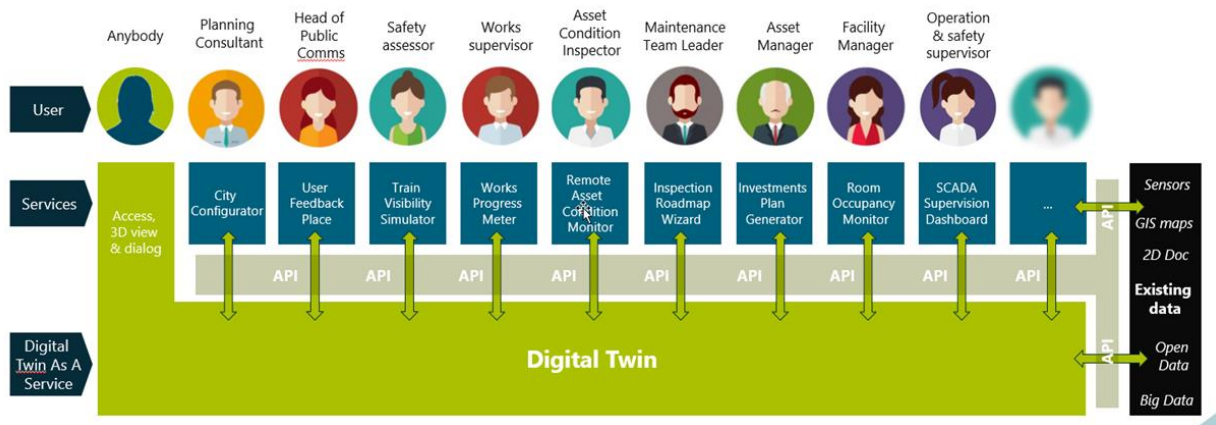 Anybody
Planning
Consultant
Head of
Public
Comms
Safety
assessor
Works
supervisor
Asset
Condition
Inspector
Maintenance
Team Leader
Asset
Manager
Facility
Manager
Operation
& safety
supervisor
User
Services
Access,
3D view
& dialog
City
Configurator
User
Feedback
Place
Train
Visibility
Simulator
Works
Progress
Meter
Remote
Asset
Condition
Monitor
Inspection
Roadmap
Wizard
Investments
Plan
Generator
Room
Occupancy
Monitor
SCADA
Supervision
Dashboard
...
API
Sensors
GIS maps
2D Doc
Existing
data
Open
Data
Big Data
API API API API API API API API API
API
Digital
Twin As A
Service
Digital Twin